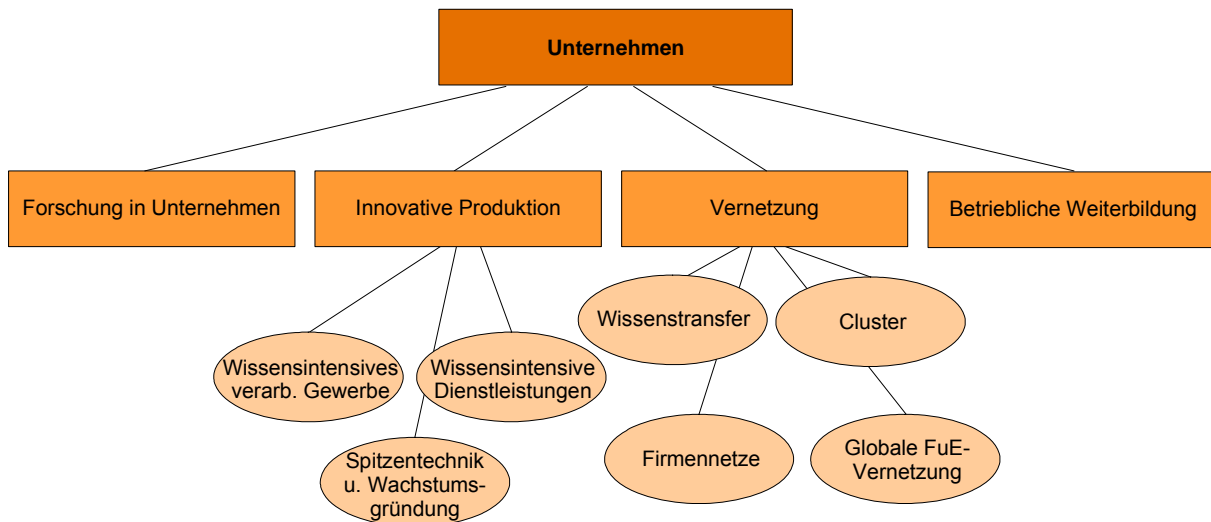 Unternehmen
Forschung in Unternehmen
Innovative Produktion
Vernetzung
Betriebliche Weiterbildung
Wissenstransfer
Cluster
Wissensintensives
verarb. Gewerbe
Wissensintensive
Dienstleistungen
Firmennetze
Globale FuE-
Vernetzung
Spitzentechnik
u. Wachstums-
gründung